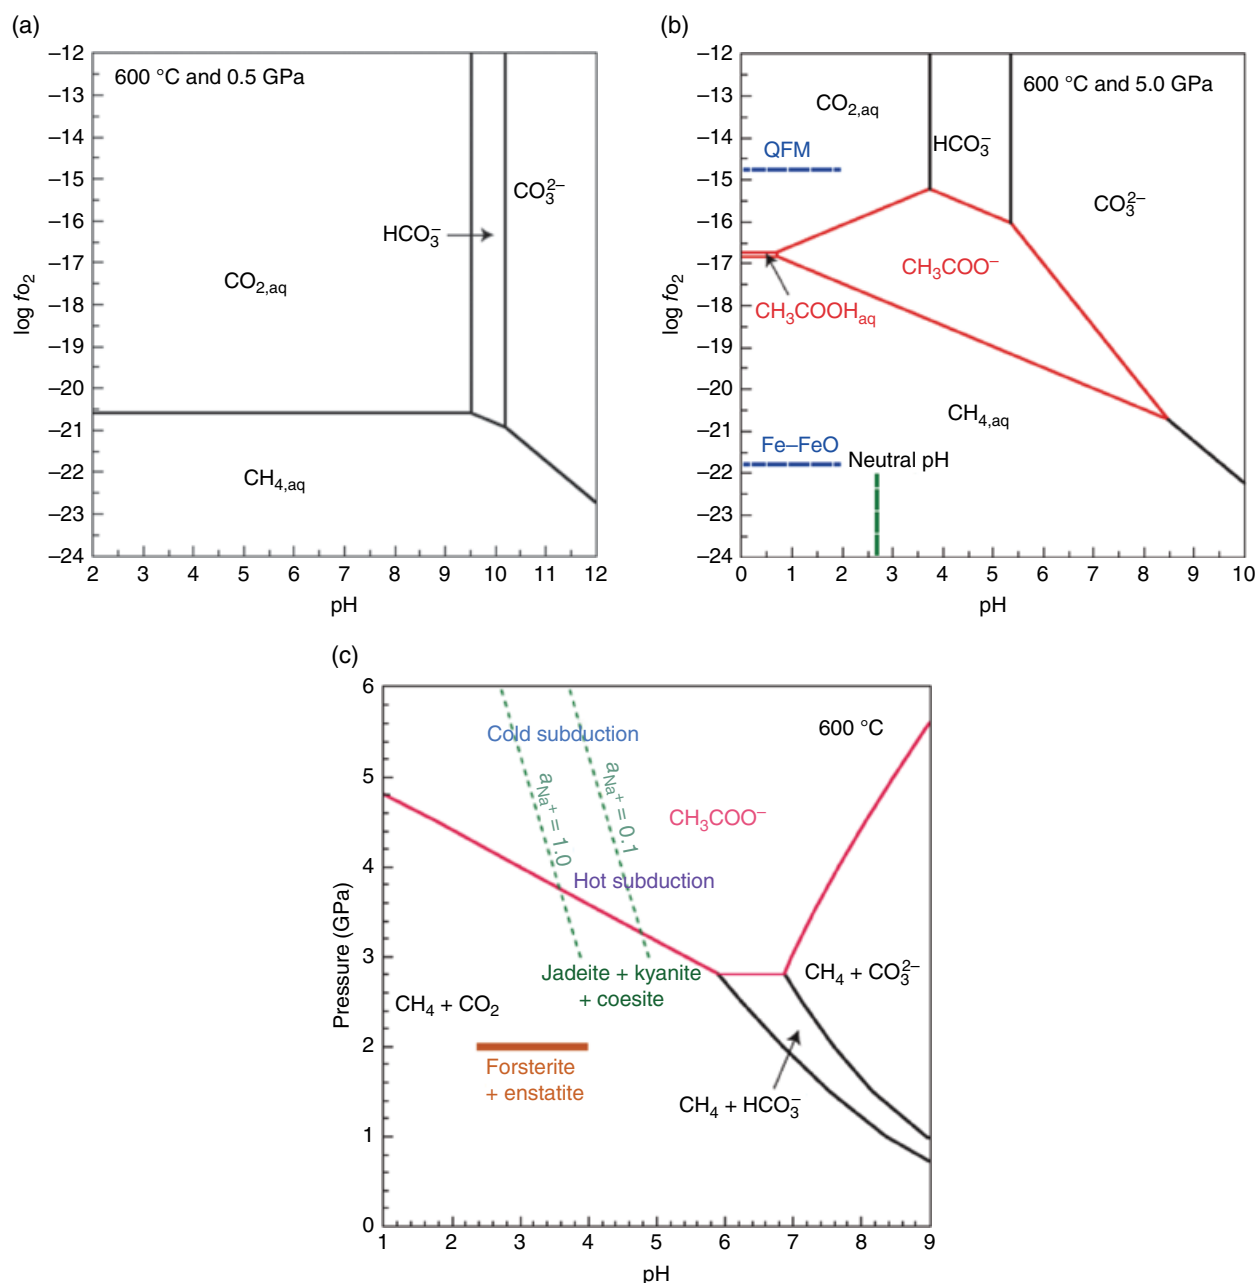 (a)
600 °C and 0.5 GPa
–12
–13
–14
–15
–16
–17
–18
–19
–20
–21
–22
–23
–24
log fo₂
CO₂,aq
HCO₃⁻
CO₃²⁻
CH₄,aq
2 3 4 5 6 7 8 9 10 11 12
pH
(b)
600 °C and 5.0 GPa
–12
–13
–14
–15
–16
–17
–18
–19
–20
–21
–22
–23
–24
log fo₂
CO₂,aq
HCO₃⁻
QFM
CO₃²⁻
CH₃COO⁻
CH₃COOHaq
CH₄,aq
Fe–FeO
Neutral pH
0 1 2 3 4 5 6 7 8 9 10
pH
(c)
6
5
4
3
2
1
0
Pressure (GPa)
600 °C
Cold subduction
aNa⁺ = 1.0
aNa⁺ = 0.1
CH₃COO⁻
Hot subduction
Jadeite + kyanite
+ coesite
CH₄ + CO₃²⁻
CH₄ + CO₂
Forsterite
+ enstatite
CH₄ + HCO₃⁻
1 2 3 4 5 6 7 8 9
pH